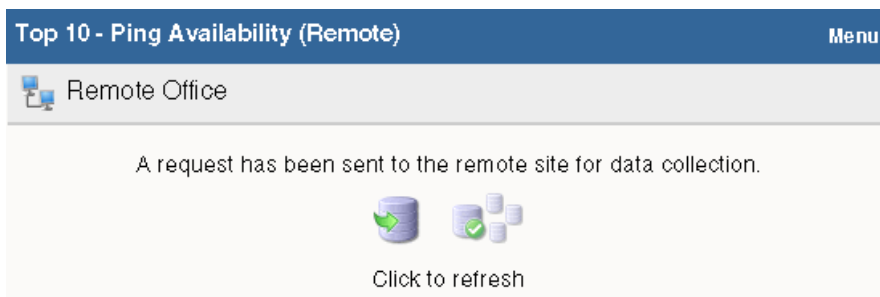 Top 10 - Ping Availability (Remote)
Menu
Remote Office
A request has been sent to the remote site for data collection.
Click to refresh